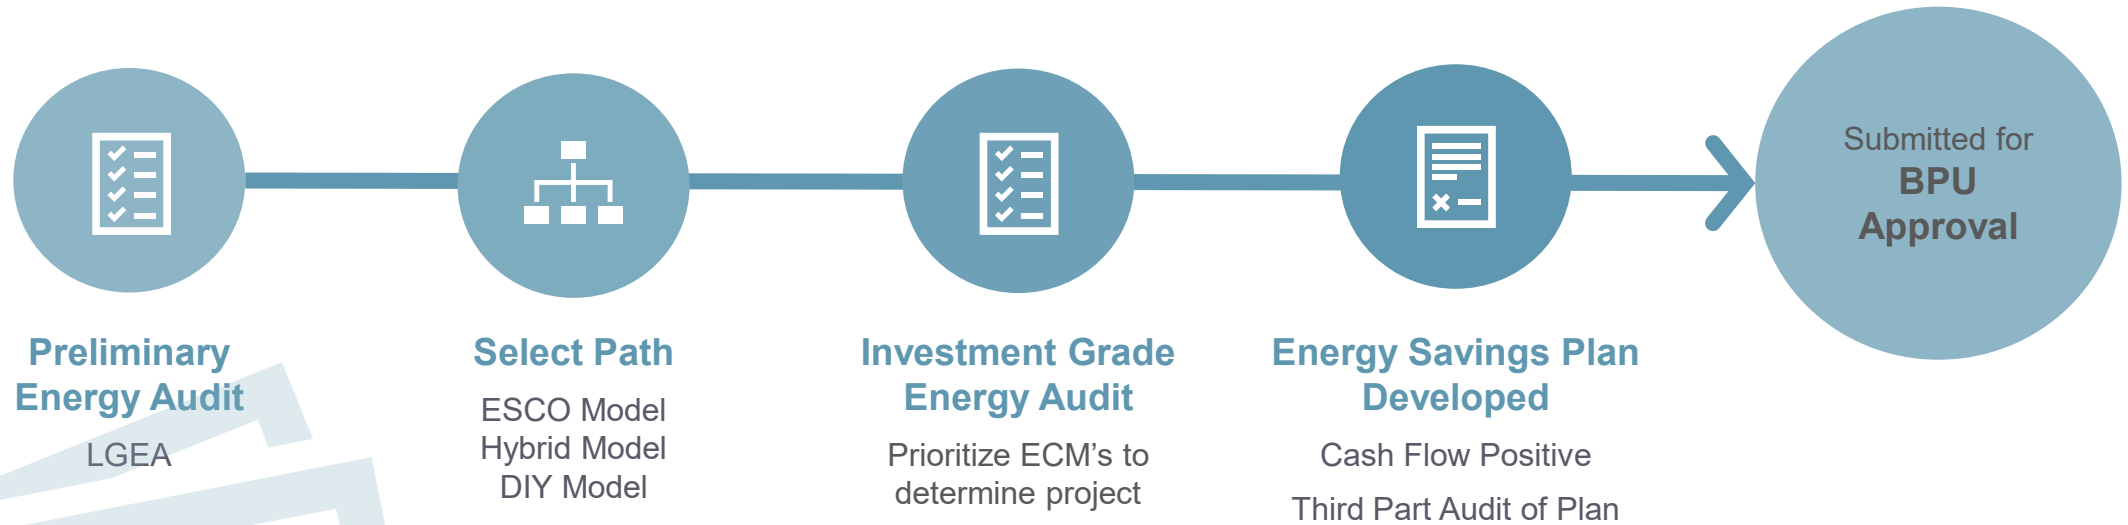 Preliminary
Energy Audit
LGEA
Select Path
ESCO Model
Hybrid Model
DIY Model
Investment Grade
Energy Audit
Prioritize ECM's to
determine project
Energy Savings Plan
Developed
Cash Flow Positive
Third Part Audit of Plan
Submitted for
BPU
Approval